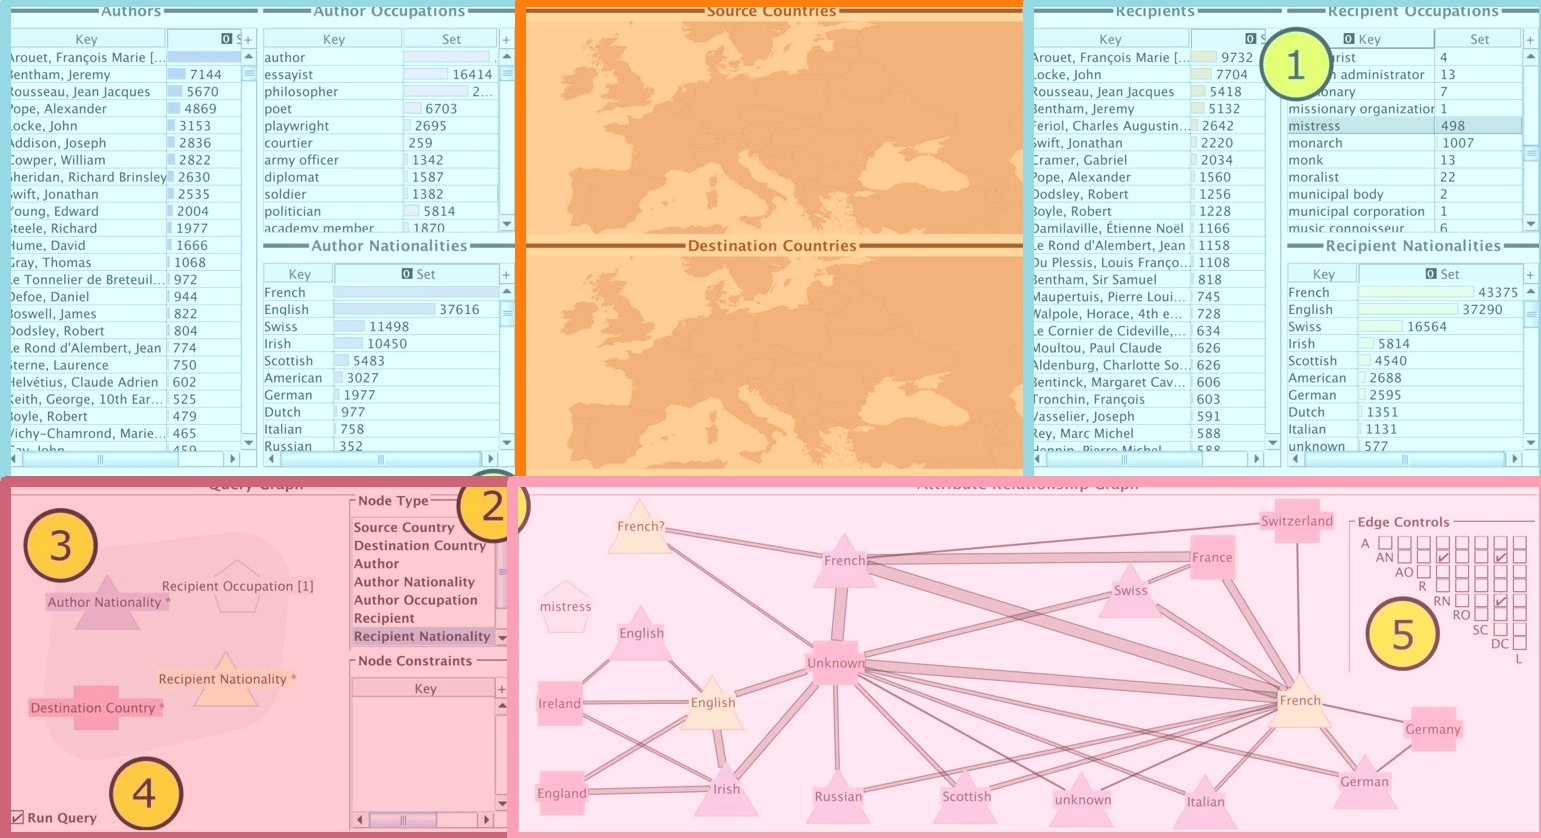 Authors
Key
0 S
+
Arouet, François Marie [...
Bentham, Jeremy 7144
Rousseau, Jean Jacques 5670
Pope, Alexander 4869
Locke, John 3153
Addison, Joseph 2836
Cowper, William 2822
Sheridan, Richard Brinsley 2630
Swift, Jonathan 2535
Young, Edward 2004
Steele, Richard 1977
Hume, David 1666
Gray, Thomas 1068
Le Tonnelier de Breteuil... 972
Defoe, Daniel 944
Boswell, James 822
Dodsley, Robert 804
Le Rond d'Alembert, Jean 774
Sterne, Laurence 750
Helvétius, Claude Adrien 602
Keith, George, 10th Ear... 525
Boyle, Robert 479
Vichy-Chamrond, Marie... 465
Gay, John 459
Author Occupations
Key Set +
author
essayist 16414
philosopher 2...
poet 6703
playwright 2695
courtier 259
army officer 1342
diplomat 1587
soldier 1382
politician 5814
academy member 1870
Author Nationalities
Key 0 Set +
French
English 37616
Swiss 11498
Irish 10450
Scottish 5483
American 3027
German 1977
Dutch 977
Italian 758
Russian 352
Source Countries
Destination Countries
Recipients
Key 0 S
Arouet, François Marie [... 9732
Locke, John 7704
Rousseau, Jean Jacques 5418
Bentham, Jeremy 5132
Feriol, Charles Augustin... 2642
Swift, Jonathan 2220
Cramer, Gabriel 2034
Pope, Alexander 1560
Dodsley, Robert 1256
Boyle, Robert 1228
Damilaville, Étienne Noël 1166
Le Rond d'Alembert, Jean 1158
Du Plessis, Louis Franço... 1108
Bentham, Sir Samuel 818
Maupertuis, Pierre Loui... 745
Walpole, Horace, 4th e... 728
Le Cornier de Cideville,... 634
Moultou, Paul Claude 626
Aldenburg, Charlotte So... 626
Bentinck, Margaret Cav... 606
Tronchin, François 603
Vasselier, Joseph 591
Rey, Marc Michel 588
Hennin, Pierre Michel 588
1
Recipient Occupations
0 Key Set +
urist 4
n administrator 13
onary 7
missionary organization 1
mistress 498
monarch 1007
monk 13
moralist 22
municipal body 2
municipal corporation 1
music connoisseur 6
Recipient Nationalities
Key 0 Set +
French 43375
English 37290
Swiss 16564
Irish 5814
Scottish 4540
American 2688
German 2595
Dutch 1351
Italian 1131
unknown 577
Query Graph
3
Author Nationality *
Recipient Occupation [1]
Recipient Nationality *
Destination Country *
4
Run Query
2
Node Type
Source Country
Destination Country
Author
Author Nationality
Author Occupation
Recipient
Recipient Nationality
Node Constraints
Key +
Attribute Relationship Graph
French?
French
Switzerland
France
Swiss
mistress
English
Unknown
Ireland
English
French
Germany
England
Irish
Russian
Scottish
unknown
Italian
German
Edge Controls
A
AN
AO
R
RN
RO
SC
DC
L
5